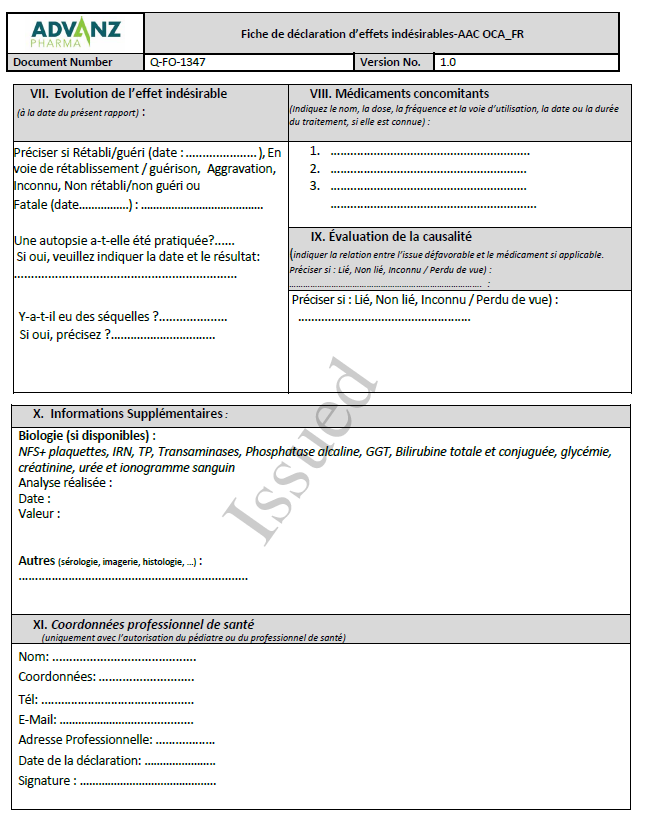 ADVANZ
PHARMA
Fiche de déclaration d’effets indésirables-AAC OCA_FR
Document Number
Q-FO-1347
Version No.
1.0
VII. Evolution de l’effet indésirable
(à la date du présent rapport) :
Préciser si Rétabli/guéri (date : ...................... ), En
voie de rétablissement / guérison, Aggravation,
Inconnu, Non rétabli/non guéri ou
Fatale (date................) : .......................................
Une autopsie a-t-elle été pratiquée?......
Si oui, veuillez indiquer la date et le résultat:
.......................................................................
Y-a-t-il eu des séquelles ?.....................
Si oui, précisez ?.................................
VIII. Médicaments concomitants
(Indiquez le nom, la dose, la fréquence et la voie d’utilisation, la date ou la durée
du traitement, si elle est connue) :
1. ................................................................
2. ...............................................................
3. ...............................................................
..................................................................
IX. Évaluation de la causalité
(indiquer la relation entre l’issue défavorable et le médicament si applicable.
Préciser si : Lié, Non lié, Inconnu / Perdu de vue) :
........................................................................... :
Préciser si : Lié, Non lié, Inconnu / Perdu de vue) :
.......................................................
X. Informations Supplémentaires :
Biologie (si disponibles) :
NFS+ plaquettes, IRN, TP, Transaminases, Phosphatase alcaline, GGT, Bilirubine totale et conjuguée, glycémie,
créatinine, urée et ionogramme sanguin
Analyse réalisée :
Date :
Valeur :
Autres (sérologie, imagerie, histologie, ...) :
.........................................................................
XI. Coordonnées professionnel de santé
(uniquement avec l’autorisation du pédiatre ou du professionnel de santé)
Nom: ............................................
Coordonnées: .............................
Tél: ...............................................
E-Mail: .........................................
Adresse Professionnelle: ..................
Date de la déclaration: ......................
Signature : ..........................................
Issued